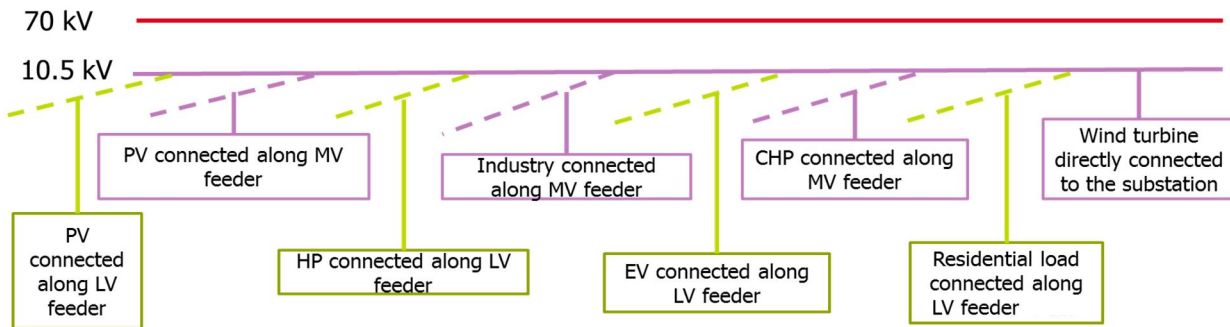 70 kV
10.5 kV
PV connected along MV
feeder
Industry connected
along MV feeder
CHP connected along
MV feeder
Wind turbine
directly connected
to the substation
PV
connected
along LV
feeder
HP connected along LV
feeder
EV connected along
LV feeder
Residential load
connected along
LV feeder